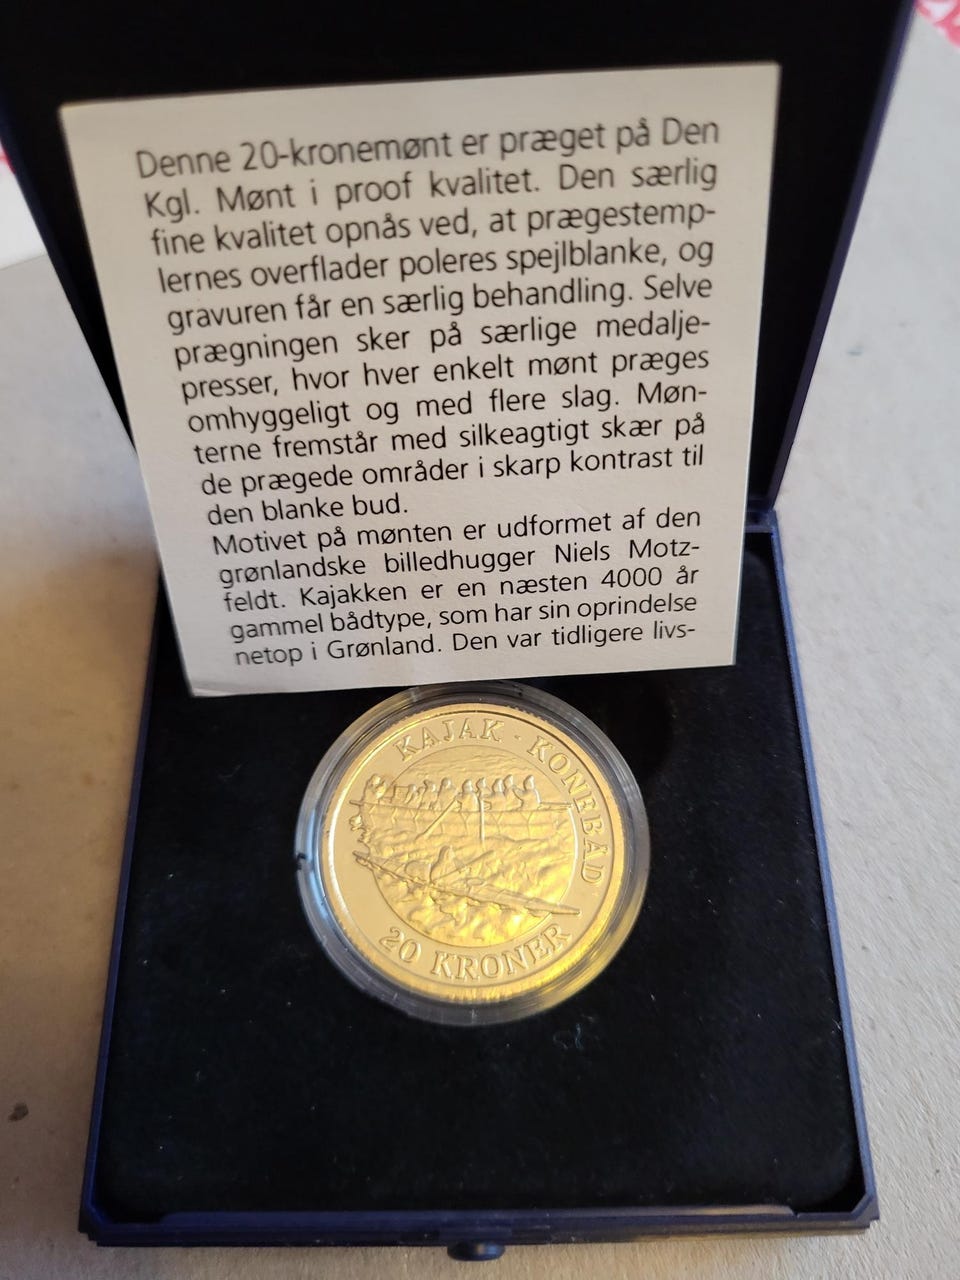 Denne 20-kronemønt er præget på Den
Kgl. Mønt i proof kvalitet. Den særlig
fine kvalitet opnås ved, at prægestemp-
lernes overflader poleres spejlblanke, og
gravuren får en særlig behandling. Selve
prægningen sker på særlige medalje-
presser, hvor hver enkelt mønt præges
omhyggeligt og med flere slag. Møn-
terne fremstår med silkeagtigt skær på
de prægede områder i skarp kontrast til
den blanke bud.
Motivet på mønten er udformet af den
grønlandske billedhugger Niels Motz-
feldt. Kajakken er en næsten 4000 år
gammel bådtype, som har sin oprindelse
netop i Grønland. Den var tidligere livs-
KAJAK · KONEBÅD
20 KRONER